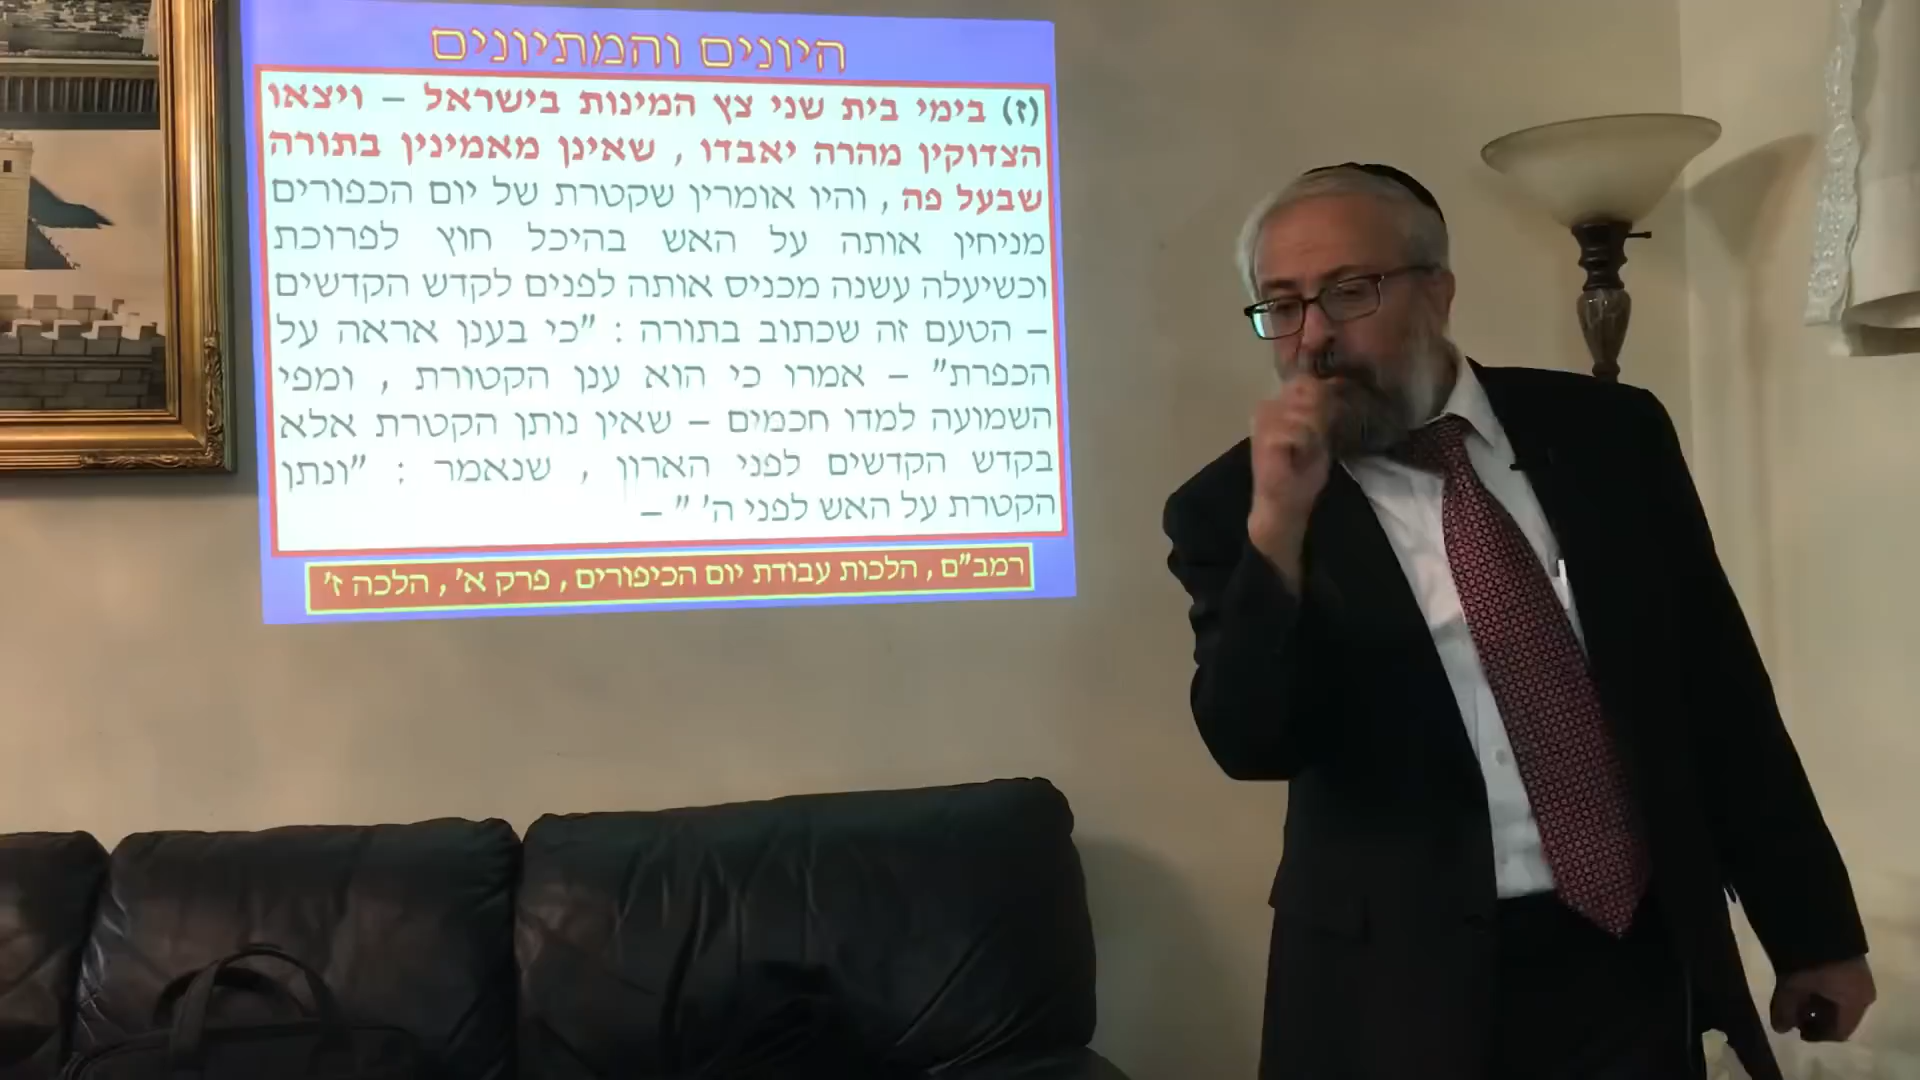 היונים והמתיונים
(ז) בימי בית שני צץ המינות בישראל – ויצאו
הצדוקין מהרה יאבדו , שאינן מאמינין בתורה
שבעל פה , והיו אומרין שקטרת של יום הכפורים
מניחין אותה על האש בהיכל חוץ לפרוכת
וכשיעלה עשנה מכניס אותה לפנים לקדש הקדשים
– הטעם זה שכתוב בתורה : "כי בענן אראה על
הכפרת" – אמרו כי הוא ענן הקטורת , ומפי
השמועה למדו חכמים – שאין נותן הקטרת אלא
בקדש הקדשים לפני הארון , שנאמר : "ונתן
הקטרת על האש לפני ה' " –
רמב"ם , הלכות עבודת יום הכיפורים , פרק א' , הלכה ז'